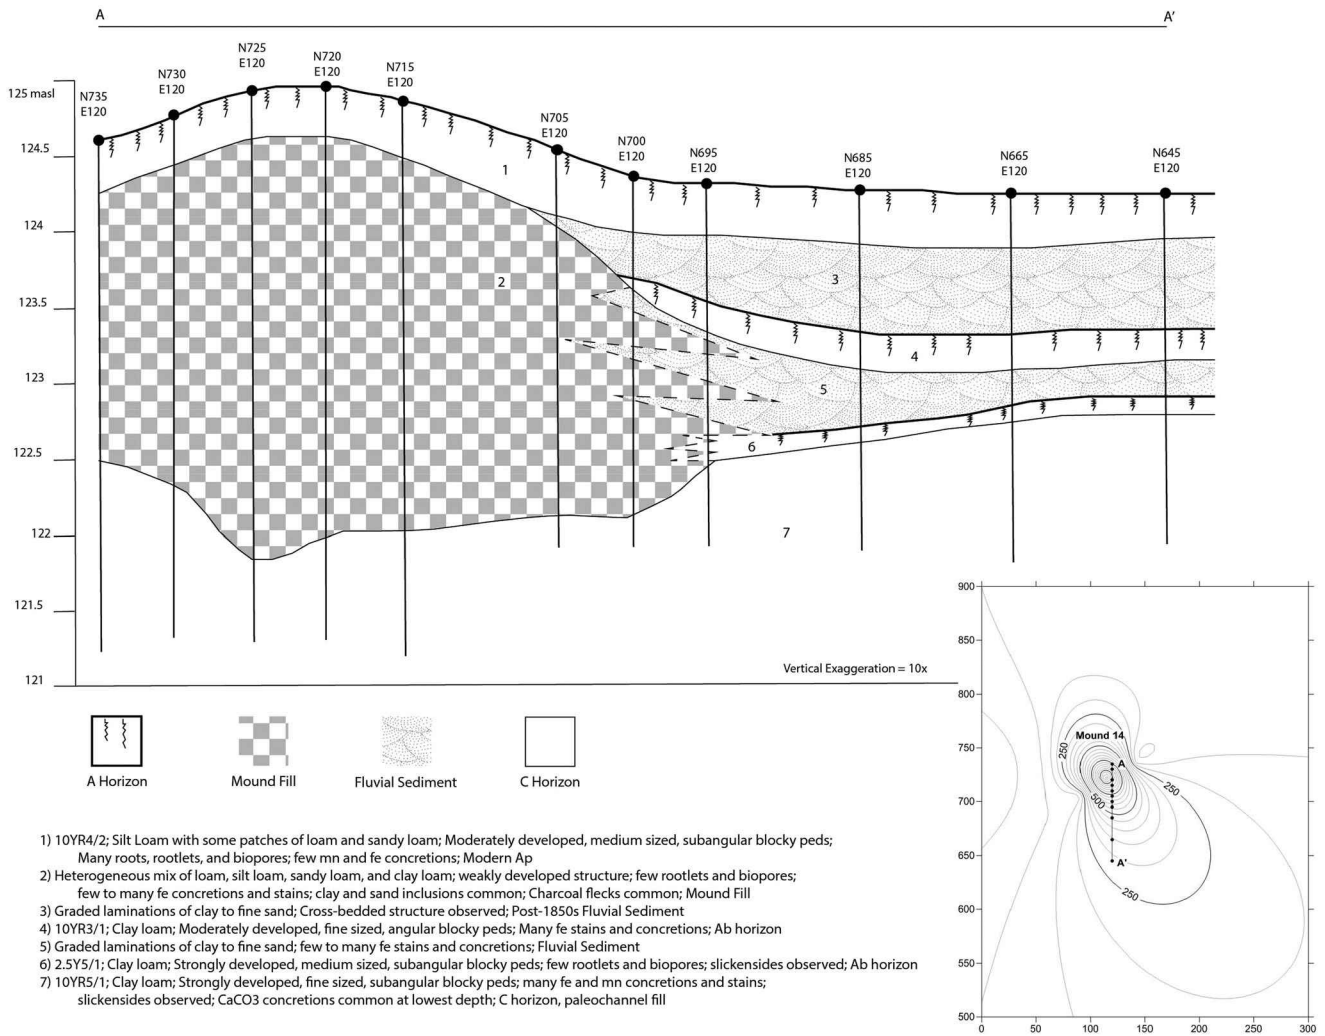 A A'
N735
E120
N730
E120
N725
E120
N720
E120
N715
E120
N705
E120
N700
E120
N695
E120
N685
E120
N665
E120
N645
E120
125 masl
124.5
124
123.5
123
122.5
122
121.5
121
1
2
3
4
5
6
7
Vertical Exaggeration = 10x
A Horizon
Mound Fill
Fluvial Sediment
C Horizon
1) 10YR4/2; Silt Loam with some patches of loam and sandy loam; Moderately developed, medium sized, subangular blocky peds;
Many roots, rootlets, and biopores; few mn and fe concretions; Modern Ap
2) Heterogeneous mix of loam, silt loam, sandy loam, and clay loam; weakly developed structure; few rootlets and biopores;
few to many fe concretions and stains; clay and sand inclusions common; Charcoal flecks common; Mound Fill
3) Graded laminations of clay to fine sand; Cross-bedded structure observed; Post-1850s Fluvial Sediment
4) 10YR3/1; Clay loam; Moderately developed, fine sized, angular blocky peds; Many fe stains and concretions; Ab horizon
5) Graded laminations of clay to fine sand; few to many fe stains and concretions; Fluvial Sediment
6) 2.5Y5/1; Clay loam; Strongly developed, medium sized, subangular blocky peds; few rootlets and biopores; slickensides observed; Ab horizon
7) 10YR5/1; Clay loam; Strongly developed, fine sized, subangular blocky peds; many fe and mn concretions and stains;
slickensides observed; CaCO3 concretions common at lowest depth; C horizon, paleochannel fill
900
850
800
750
700
650
600
550
500
0 50 100 150 200 250 300
Mound 14
250
A
500
250
A'
250